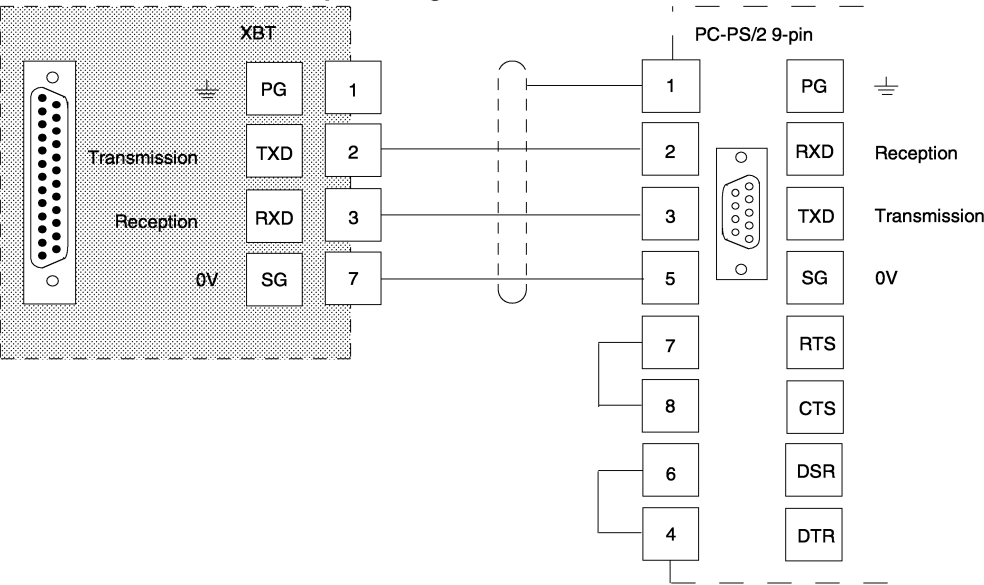 XBT PC-PS/2 9-pin
PG 1 1 PG
Transmission TXD 2 2 RXD Reception
Reception RXD 3 3 TXD Transmission
0V SG 7 5 SG 0V
7 RTS
8 CTS
6 DSR
4 DTR